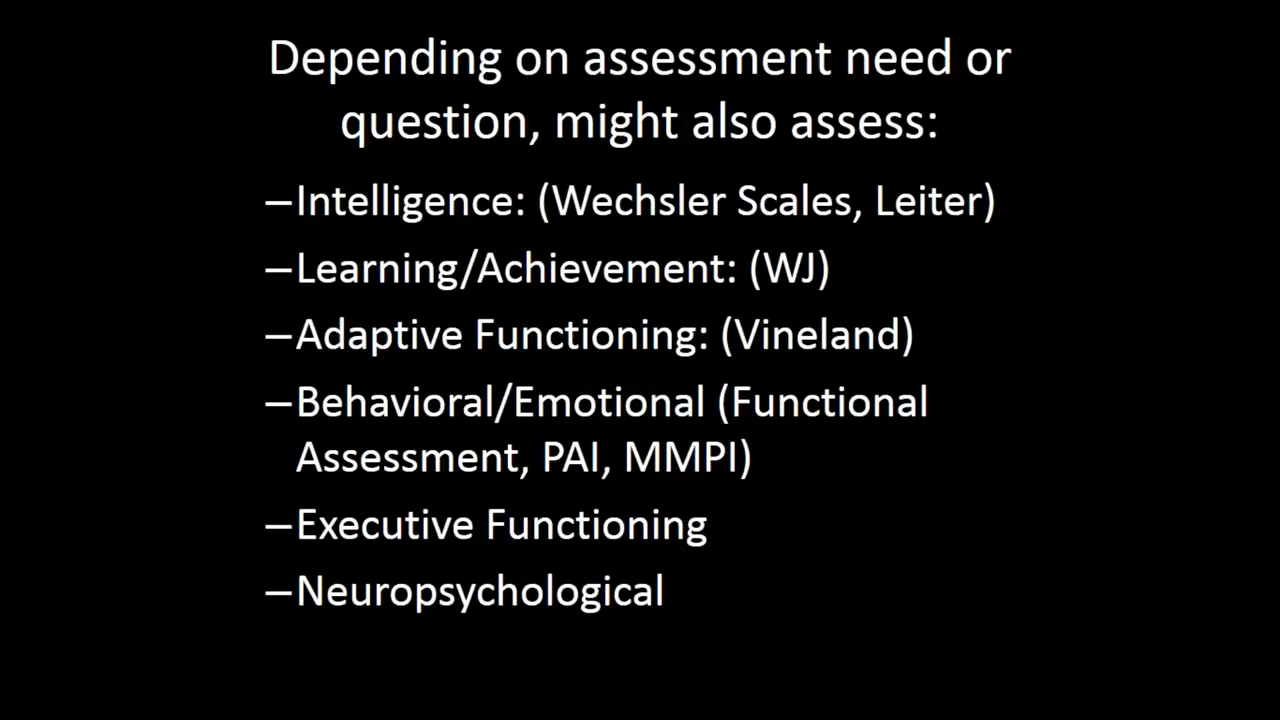 Depending on assessment need or
question, might also assess:
–Intelligence: (Wechsler Scales, Leiter)
–Learning/Achievement: (WJ)
–Adaptive Functioning: (Vineland)
–Behavioral/Emotional (Functional
Assessment, PAI, MMPI)
–Executive Functioning
–Neuropsychological